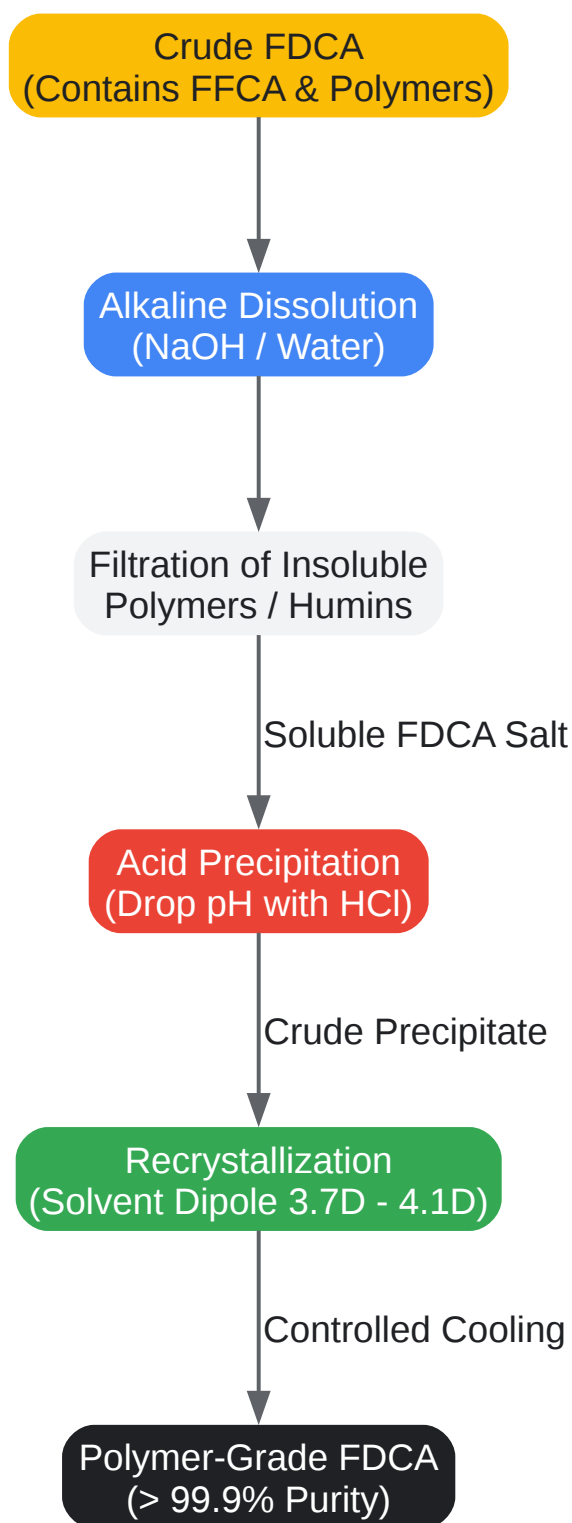 Crude FDCA
(Contains FFCA & Polymers)
Alkaline Dissolution
(NaOH / Water)
Filtration of Insoluble
Polymers / Humins
Soluble FDCA Salt
Acid Precipitation
(Drop pH with HCl)
Crude Precipitate
Recrystallization
(Solvent Dipole 3.7D - 4.1D)
Controlled Cooling
Polymer-Grade FDCA
(> 99.9% Purity)